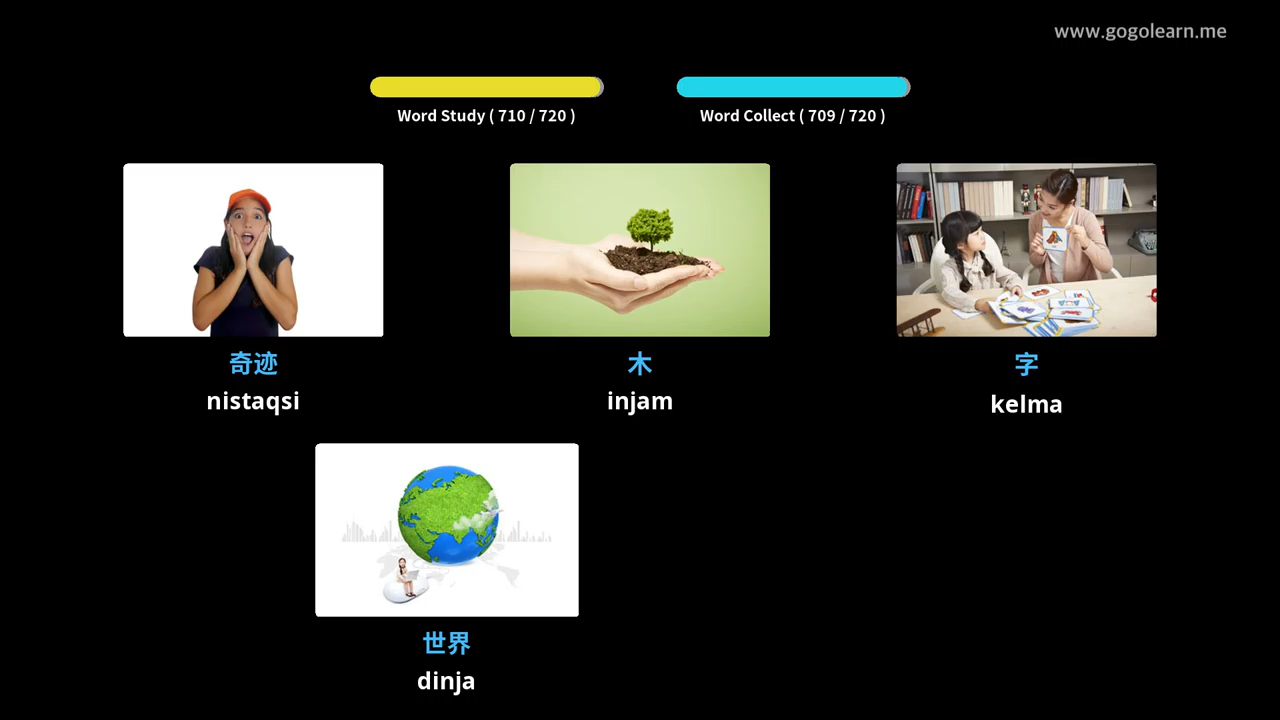 www.gogolearn.me
Word Study ( 710 / 720 )
Word Collect ( 709 / 720 )
奇迹
nistaqsi
木
injam
字
kelma
世界
dinja